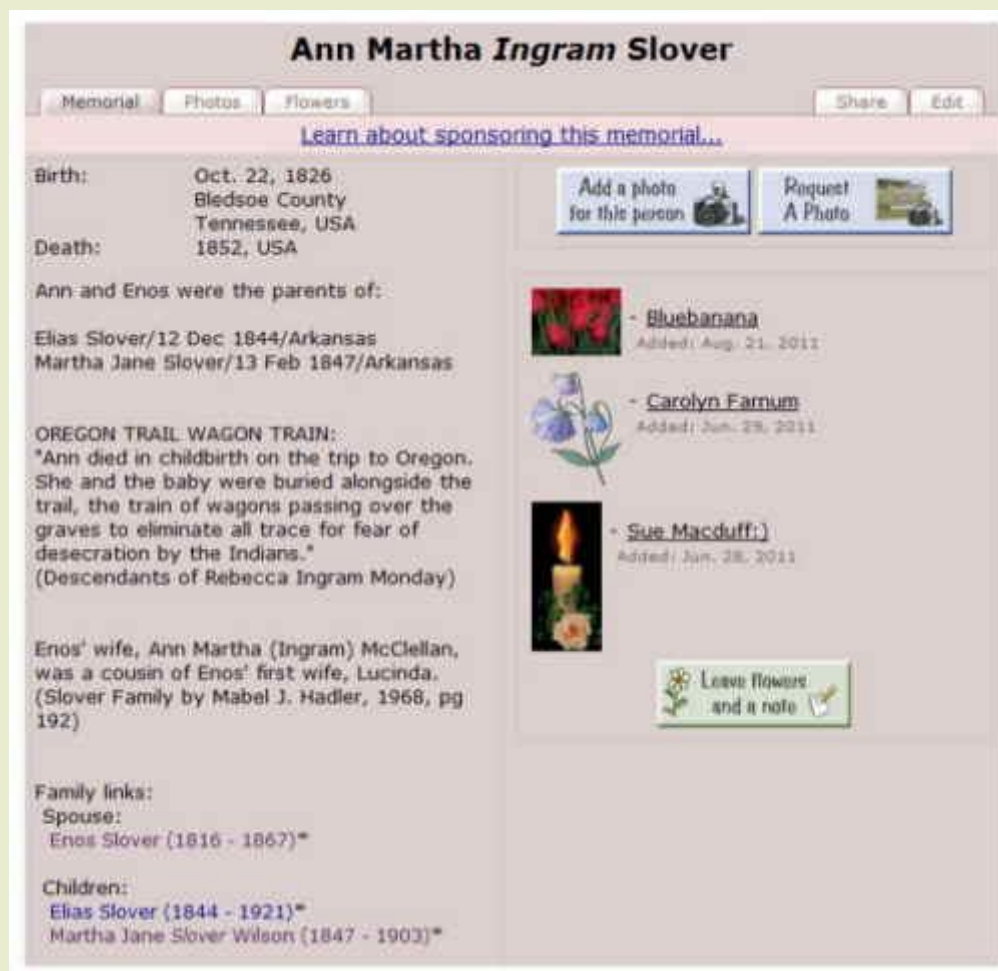 Ann Martha Ingram Slover
Memorial Photos Flowers Share Edit
Learn about sponsoring this memorial...
Birth: Oct. 22, 1826
Bledsoe County
Tennessee, USA
Death: 1852, USA
Ann and Enos were the parents of:
Elias Slover/12 Dec 1844/Arkansas
Martha Jane Slover/13 Feb 1847/Arkansas
OREGON TRAIL WAGON TRAIN:
"Ann died in childbirth on the trip to Oregon.
She and the baby were buried alongside the
trail, the train of wagons passing over the
graves to eliminate all trace for fear of
desecration by the Indians."
(Descendants of Rebecca Ingram Monday)
Enos' wife, Ann Martha (Ingram) McClellan,
was a cousin of Enos' first wife, Lucinda.
(Slover Family by Mabel J. Hadler, 1968, pg
192)
Family links:
Spouse:
Enos Slover (1816 - 1867)*
Children:
Elias Slover (1844 - 1921)*
Martha Jane Slover Wilson (1847 - 1903)*
Add a photo
for this person
Request
A Photo
- Bluebanana
Added: Aug. 21, 2011
- Carolyn Farnum
Added: Jun. 29, 2011
- Sue Macduff:)
Added: Jun. 28, 2011
Leave flowers
and a note